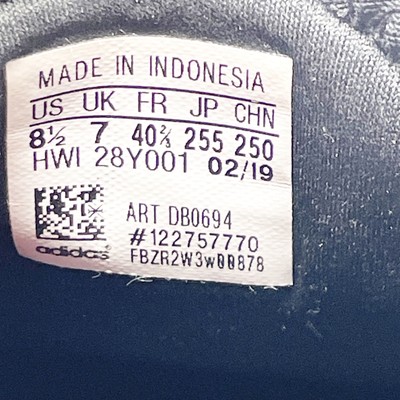 MADE IN INDONESIA
US UK FR JP CHN
8½ 7 40⅔ 255 250
HWI 28Y001 02/19
ART DB0694
#122757770
adidas FBZR2W3w00878